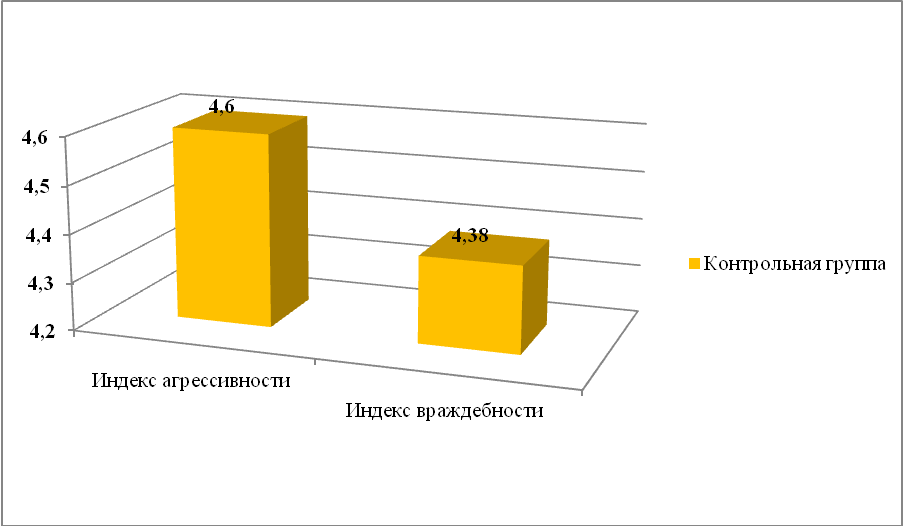 4,6
4,6
4,5
4,4
4,3
4,2
4,38
Контрольная группа
Индекс агрессивности
Индекс враждебности